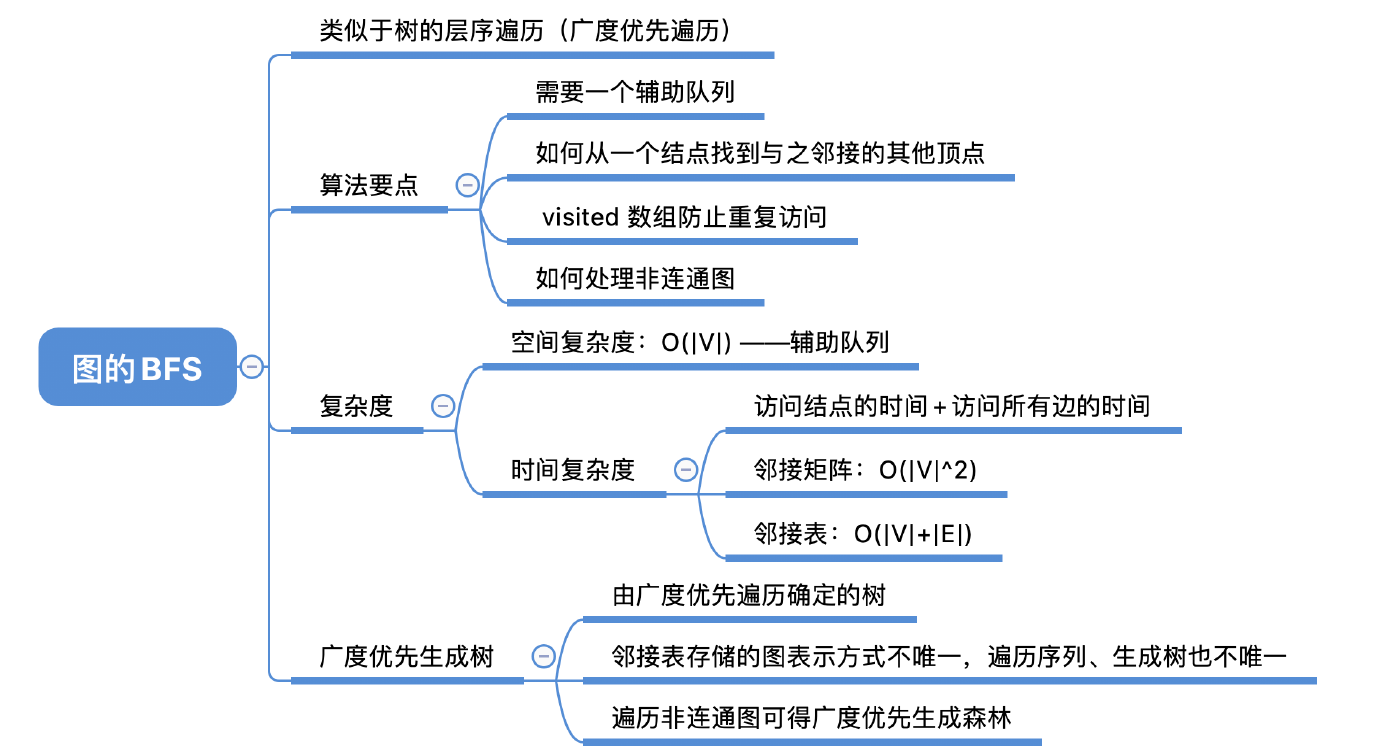 类似于树的层序遍历（广度优先遍历）
需要一个辅助队列
如何从一个结点找到与之邻接的其他顶点
算法要点
visited 数组防止重复访问
如何处理非连通图
空间复杂度：O(|V|) ——辅助队列
图的BFS
复杂度
访问结点的时间+访问所有边的时间
时间复杂度
邻接矩阵：O(|V|^2)
邻接表：O(|V|+|E|)
由广度优先遍历确定的树
广度优先生成树
邻接表存储的图表示方式不唯一，遍历序列、生成树也不唯一
遍历非连通图可得广度优先生成森林